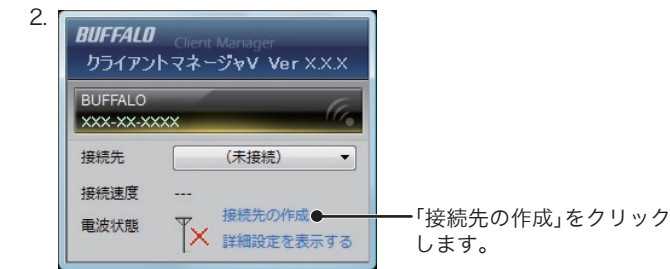 2.
BUFFALO Client Manager
クライアントマネージャV Ver X.X.X
BUFFALO
XXX-XX-XXXX
接続先 (未接続)
接続速度 ---
電波状態
接続先の作成
詳細設定を表示する
「接続先の作成」をクリック
します。